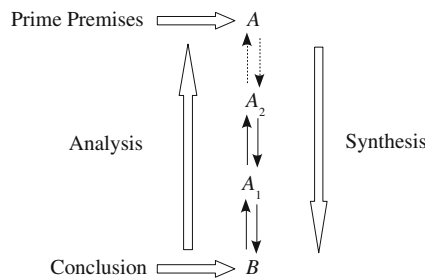 Prime Premises A
A2
Analysis Synthesis
A1
Conclusion B